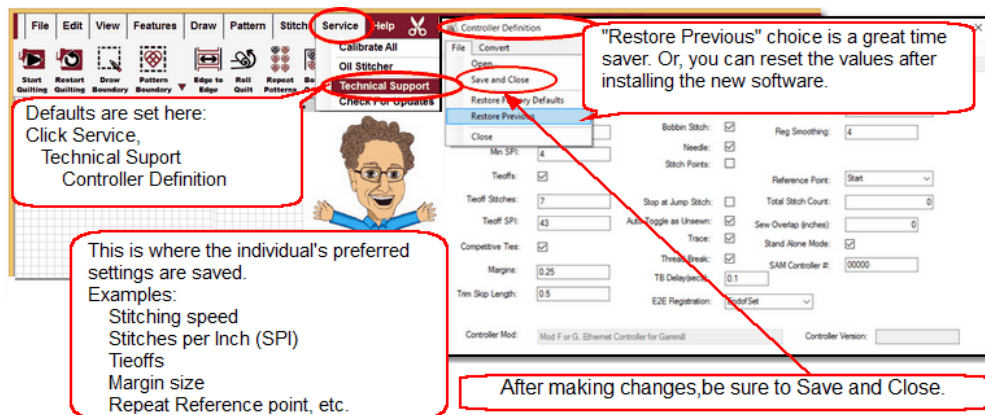 File Edit View Features Draw Pattern Stitch Service Help
Start Quilting Restart Quilting Draw Boundary Pattern Boundary Edge to Edge Roll Quilt Repeat Patterns
Calibrate All
Oil Stitcher
Technical Support
Check For Updates
Defaults are set here:
Click Service,
Technical Suport
Controller Definition
This is where the individual's preferred
settings are saved.
Examples:
Stitching speed
Stitches per Inch (SPI)
Tieoffs
Margin size
Repeat Reference point, etc.
Controller Definition
File Convert
Open
Save and Close
Restore Factory Defaults
Restore Previous
Close
"Restore Previous" choice is a great time
saver. Or, you can reset the values after
installing the new software.
Min SPI: 4
Tieoffs:
Tieoff Stitches: 7
Tieoff SPI: 43
Competitive Ties:
Margins: 0.25
Trim Skip Length: 0.5
Bobbin Stitch:
Needle:
Stitch Points:
Stop at Jump Stitch:
Auto Toggle as Unsewn:
Trace:
Thread Break:
TB Delay(secs): 0.1
E2E Registration: EndofSet
Reg Smoothing: 4
Reference Point: Start
Total Stitch Count: 0
Sew Overlap (inches): 0
Stand Alone Mode:
SAM Controller #: 00000
Controller Mod: Mod F or G, Ethernet Controller for Gammill
Controller Version:
After making changes,be sure to Save and Close.